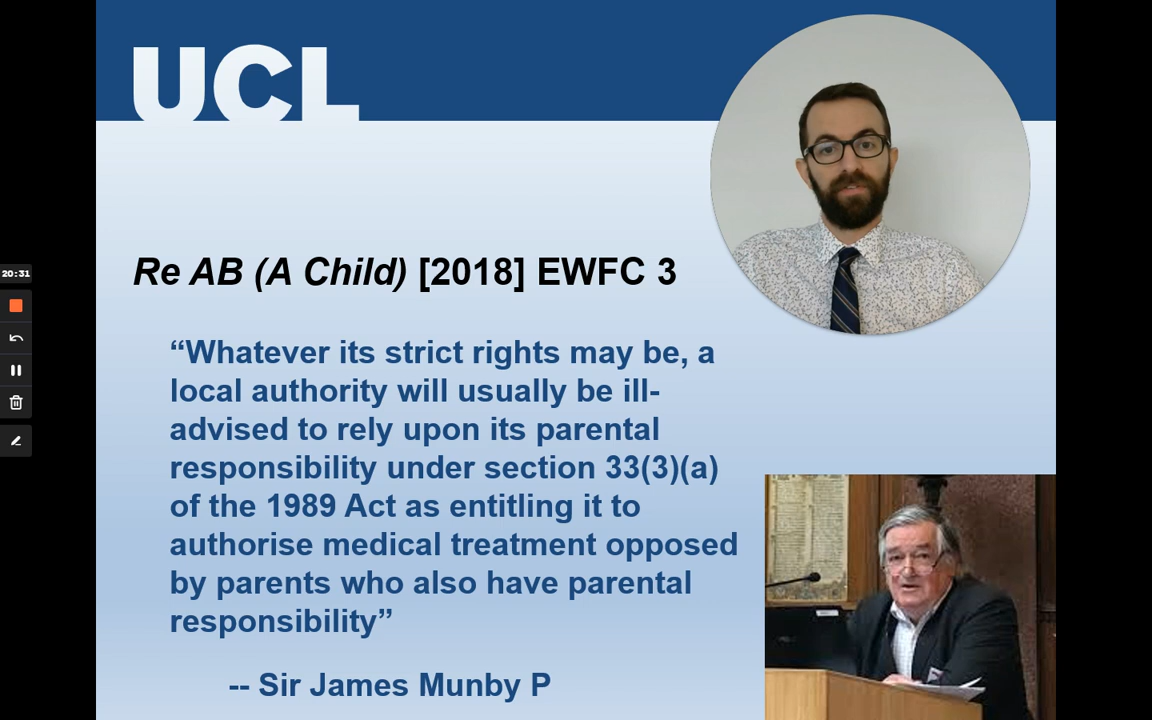 UCL
Re AB (A Child) [2018] EWFC 3
20:31
“Whatever its strict rights may be, a
local authority will usually be ill-
advised to rely upon its parental
responsibility under section 33(3)(a)
of the 1989 Act as entitling it to
authorise medical treatment opposed
by parents who also have parental
responsibility”
-- Sir James Munby P